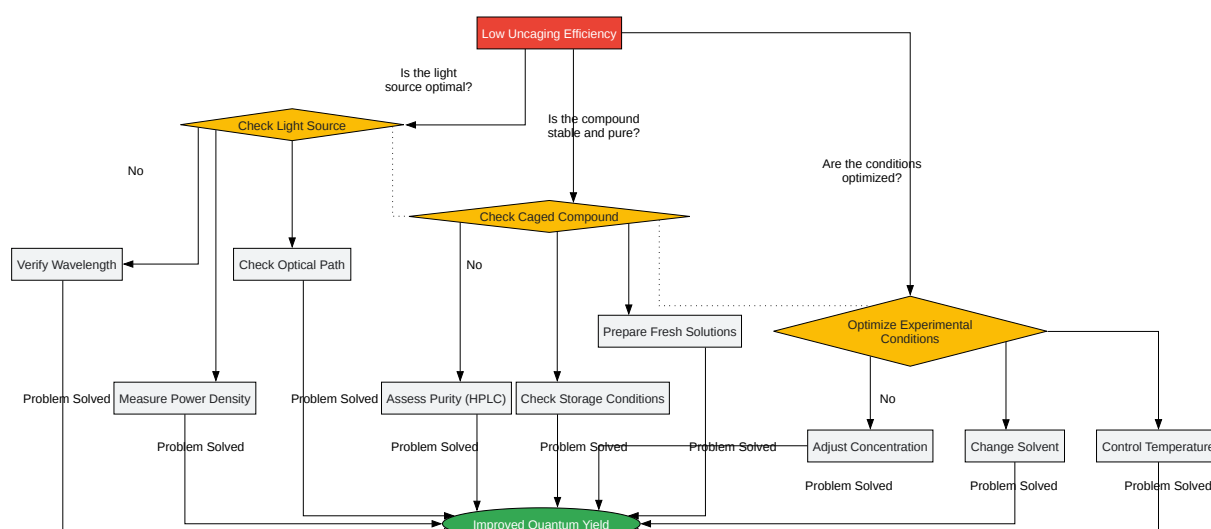 Low Uncaging Efficiency
Is the light
source optimal?
Is the compound
stable and pure?
Check Light Source
Are the conditions
optimized?
No
Check Caged Compound
Verify Wavelength
Check Optical Path
No
Prepare Fresh Solutions
Optimize Experimental
Conditions
Problem Solved
Measure Power Density
Problem Solved
Assess Purity (HPLC)
Check Storage Conditions
No
Problem Solved
Problem Solved
Problem Solved
Problem Solved
Adjust Concentration
Change Solvent
Control Temperature
Problem Solved
Problem Solved
Improved Quantum Yield